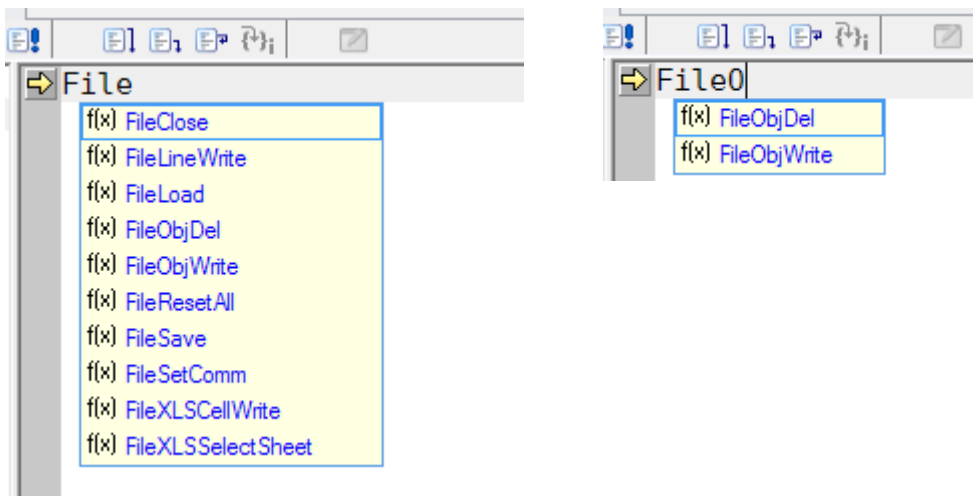 File
f(x) FileClose
f(x) FileLineWrite
f(x) FileLoad
f(x) FileObjDel
f(x) FileObjWrite
f(x) FileResetAll
f(x) FileSave
f(x) FileSetComm
f(x) FileXLSCellWrite
f(x) FileXLSSelectSheet
FileO
f(x) FileObjDel
f(x) FileObjWrite